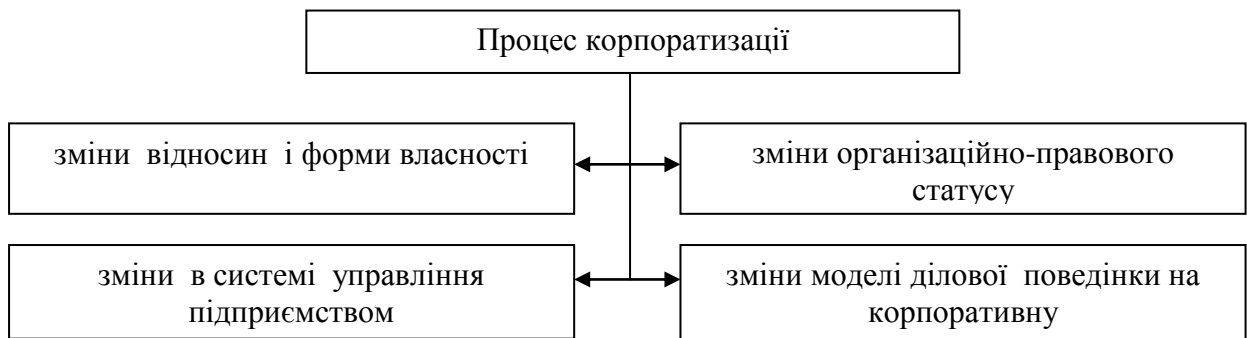 Процес корпоратизації
зміни відносин і форми власності
зміни організаційно-правового
статусу
зміни в системі управління
підприємством
зміни моделі ділової поведінки на
корпоративну